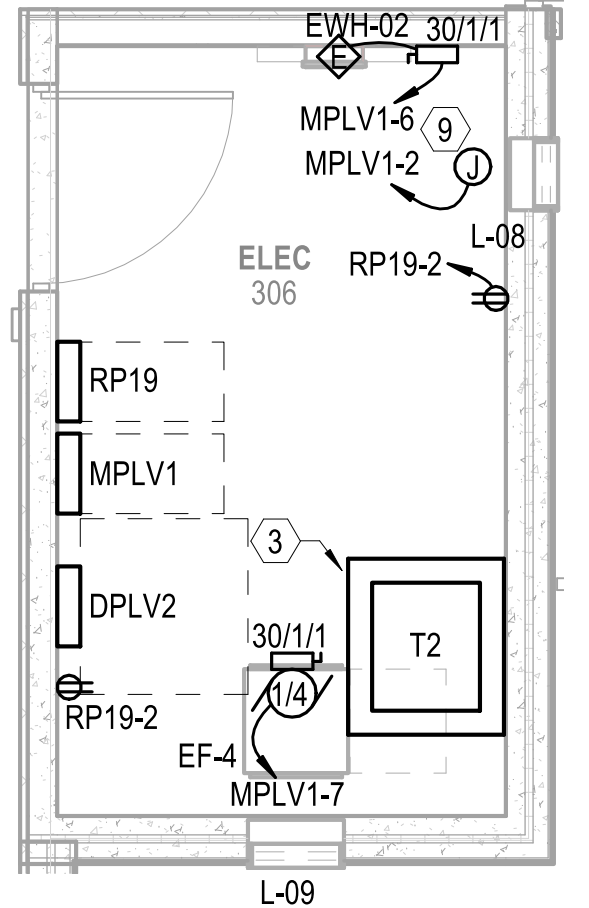 EWH-02
30/1/1
E
MPLV1-6
9
MPLV1-2
J
L-08
RP19-2
ELEC
306
RP19
MPLV1
3
DPLV2
30/1/1
T2
1/4
RP19-2
EF-4
MPLV1-7
L-09